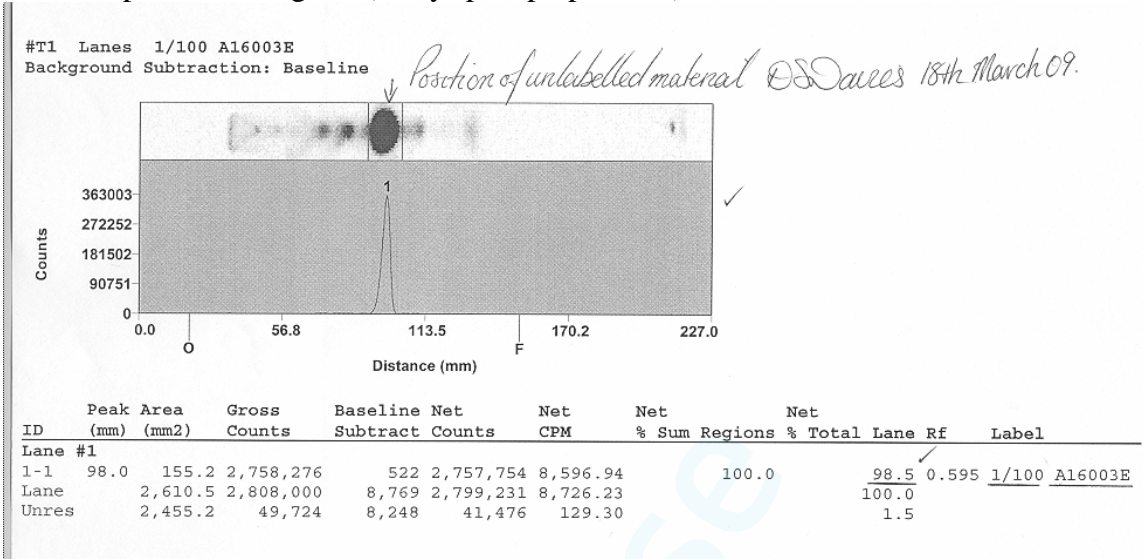 #T1 Lanes 1/100 A16003E
Background Subtraction: Baseline
Position of unlabelled material DSDavies 18th March 09.
1
363003
272252
181502
90751
0
Counts
0.0 56.8 113.5 170.2 227.0
O F
Distance (mm)
Peak Area Gross Baseline Net Net Net Net
ID (mm) (mm2) Counts Subtract Counts CPM % Sum Regions % Total Lane Rf Label
Lane #1
1-1 98.0 155.2 2,758,276 522 2,757,754 8,596.94 100.0 98.5 0.595 1/100 A16003E
Lane 2,610.5 2,808,000 8,769 2,799,231 8,726.23 100.0
Unres 2,455.2 49,724 8,248 41,476 129.30 1.5